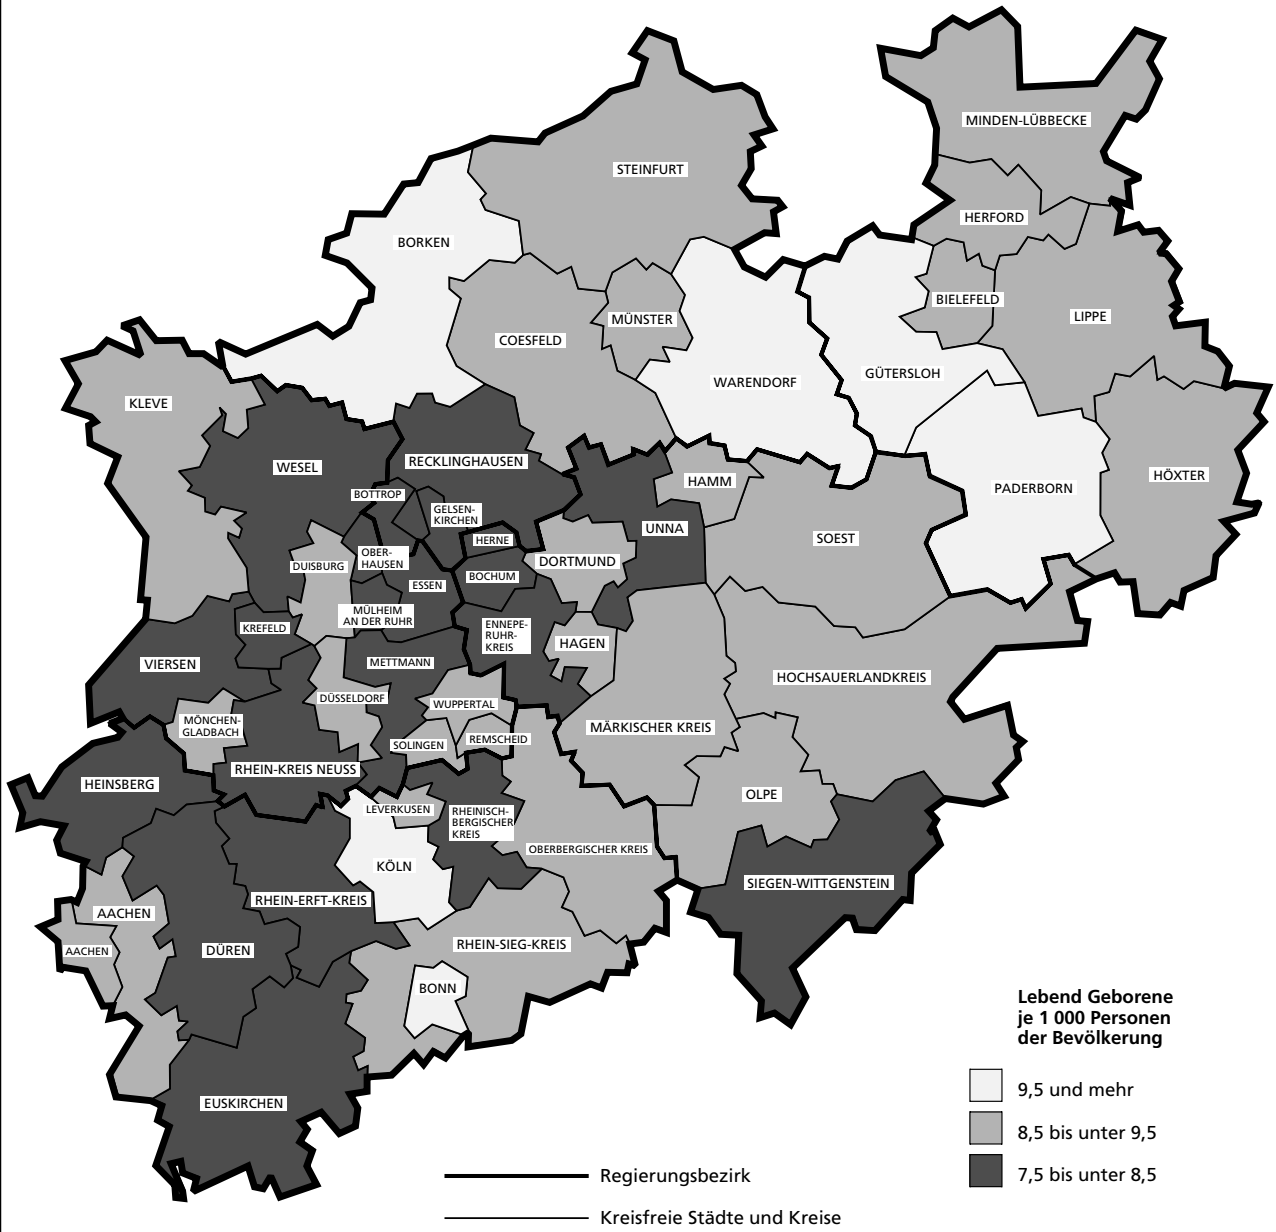 MINDEN-LÜBBECKE
STEINFURT
HERFORD
BORKEN
BIELEFELD
LIPPE
MÜNSTER
COESFELD
GÜTERSLOH
WARENDORF
KLEVE
RECKLINGHAUSEN
WESEL
HÖXTER
HAMM
PADERBORN
BOTTROP
GELSEN-
KIRCHEN
UNNA
SOEST
HERNE
OBER-
HAUSEN
DORTMUND
DUISBURG
BOCHUM
ESSEN
MÜLHEIM
AN DER RUHR
KREFELD
ENNEPE-
RUHR-
KREIS
HAGEN
VIERSEN
METTMANN
HOCHSAUERLANDKREIS
DÜSSELDORF
WUPPERTAL
MÖNCHEN-
GLADBACH
MÄRKISCHER KREIS
SOLINGEN
REMSCHEID
RHEIN-KREIS NEUSS
HEINSBERG
OLPE
LEVERKUSEN
RHEINISCH-
BERGISCHER
KREIS
OBERBERGISCHER KREIS
KÖLN
SIEGEN-WITTGENSTEIN
RHEIN-ERFT-KREIS
AACHEN
RHEIN-SIEG-KREIS
AACHEN
DÜREN
BONN
EUSKIRCHEN
Lebend Geborene
je 1 000 Personen
der Bevölkerung
9,5 und mehr
8,5 bis unter 9,5
7,5 bis unter 8,5
Regierungsbezirk
Kreisfreie Städte und Kreise